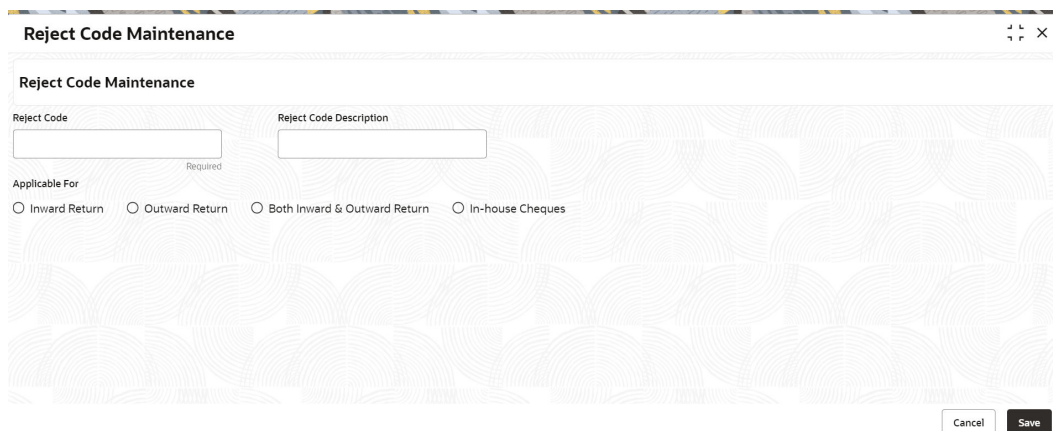 Reject Code Maintenance
Reject Code Maintenance
Reject Code Reject Code Description
Required
Applicable For
Inward Return Outward Return Both Inward & Outward Return In-house Cheques
Cancel Save